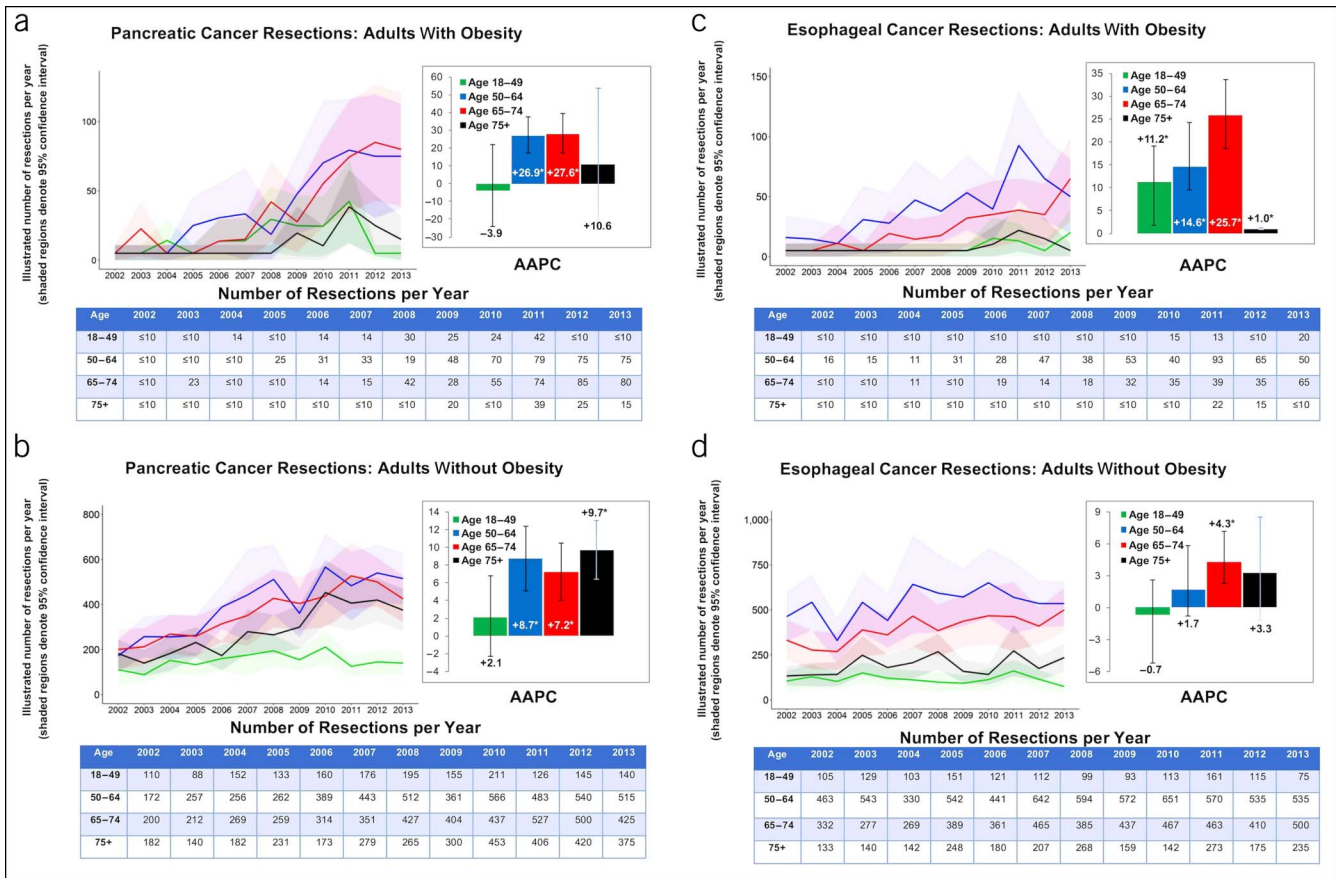 a
Pancreatic Cancer Resections: Adults With Obesity
Illustrated number of resections per year
(shaded regions denote 95% confidence interval)
100
50
0
2002 2003 2004 2005 2006 2007 2008 2009 2010 2011 2012 2013
60
50
40
30
20
10
0
−10
−20
−30
Age 18–49
Age 50–64
Age 65–74
Age 75+
−3.9
+26.9*
+27.6*
+10.6
AAPC
Number of Resections per Year
Age 2002 2003 2004 2005 2006 2007 2008 2009 2010 2011 2012 2013
18–49 ≤10 ≤10 14 ≤10 14 14 30 25 24 42 ≤10 ≤10
50–64 ≤10 ≤10 ≤10 25 31 33 19 48 70 79 75 75
65–74 ≤10 23 ≤10 ≤10 14 15 42 28 55 74 85 80
75+ ≤10 ≤10 ≤10 ≤10 ≤10 ≤10 ≤10 20 ≤10 39 25 15
b
Pancreatic Cancer Resections: Adults Without Obesity
Illustrated number of resections per year
(shaded regions denote 95% confidence interval)
800
600
400
200
0
2002 2003 2004 2005 2006 2007 2008 2009 2010 2011 2012 2013
14
12
10
8
6
4
2
0
−2
−4
Age 18–49
Age 50–64
Age 65–74
Age 75+
+2.1
+8.7*
+7.2*
+9.7*
AAPC
Number of Resections per Year
Age 2002 2003 2004 2005 2006 2007 2008 2009 2010 2011 2012 2013
18–49 110 88 152 133 160 176 195 155 211 126 145 140
50–64 172 257 256 262 389 443 512 361 566 483 540 515
65–74 200 212 269 259 314 351 427 404 437 527 500 425
75+ 182 140 182 231 173 279 265 300 453 406 420 375
c
Esophageal Cancer Resections: Adults With Obesity
Illustrated number of resections per year
(shaded regions denote 95% confidence interval)
150
100
50
0
2002 2003 2004 2005 2006 2007 2008 2009 2010 2011 2012 2013
35
30
25
20
15
10
5
0
Age 18–49
Age 50–64
Age 65–74
Age 75+
+11.2*
+14.6*
+25.7*
+1.0*
AAPC
Number of Resections per Year
Age 2002 2003 2004 2005 2006 2007 2008 2009 2010 2011 2012 2013
18–49 ≤10 ≤10 ≤10 ≤10 ≤10 ≤10 ≤10 ≤10 15 13 ≤10 20
50–64 16 15 11 31 28 47 38 53 40 93 65 50
65–74 ≤10 ≤10 11 ≤10 19 14 18 32 35 39 35 65
75+ ≤10 ≤10 ≤10 ≤10 ≤10 ≤10 ≤10 ≤10 ≤10 22 15 ≤10
d
Esophageal Cancer Resections: Adults Without Obesity
Illustrated number of resections per year
(shaded regions denote 95% confidence interval)
1,000
750
500
250
0
2002 2003 2004 2005 2006 2007 2008 2009 2010 2011 2012 2013
9
6
3
0
−3
−6
Age 18–49
Age 50–64
Age 65–74
Age 75+
−0.7
+1.7
+4.3*
+3.3
AAPC
Number of Resections per Year
Age 2002 2003 2004 2005 2006 2007 2008 2009 2010 2011 2012 2013
18–49 105 129 103 151 121 112 99 93 113 161 115 75
50–64 463 543 330 542 441 642 594 572 651 570 535 535
65–74 332 277 269 389 361 465 385 437 467 463 410 500
75+ 133 140 142 248 180 207 268 159 142 273 175 235